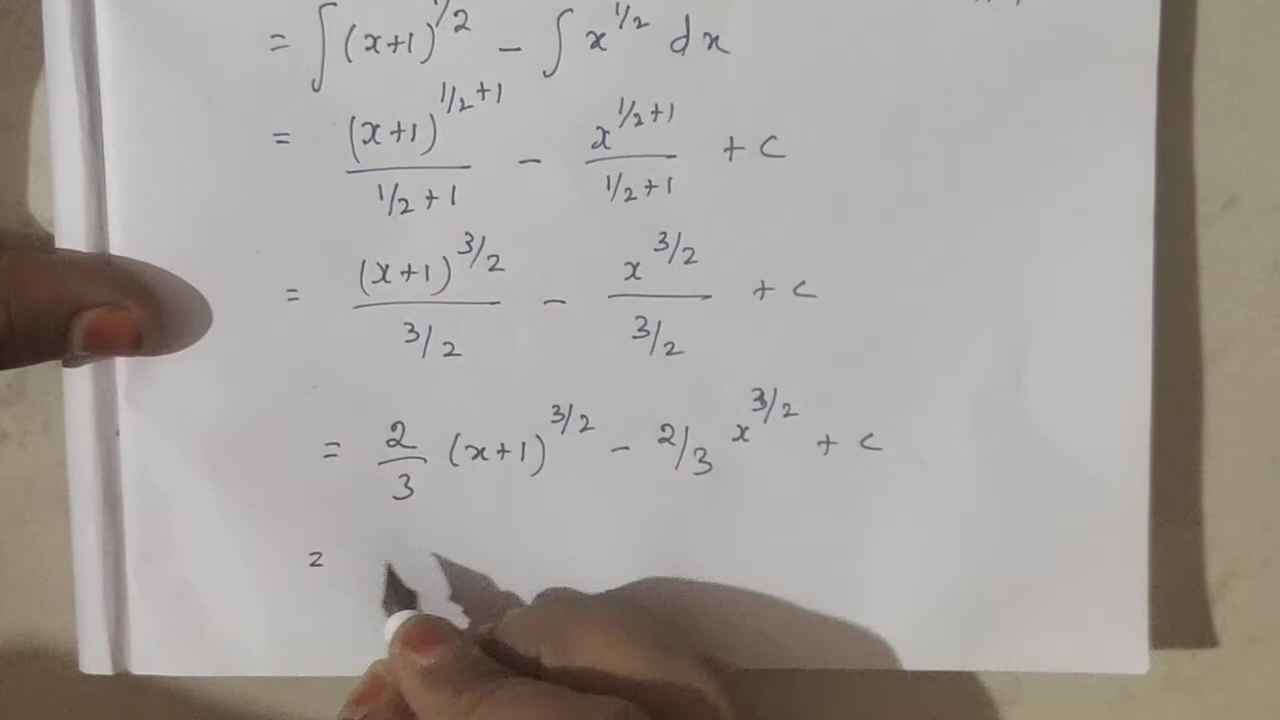 = ∫ (x+1)^1/2 - ∫ x^1/2 dx
= (x+1)^1/2+1 / 1/2+1 - x^1/2+1 / 1/2+1 + c
= (x+1)^3/2 / 3/2 - x^3/2 / 3/2 + c
= 2/3 (x+1)^3/2 - 2/3 x^3/2 + c
=